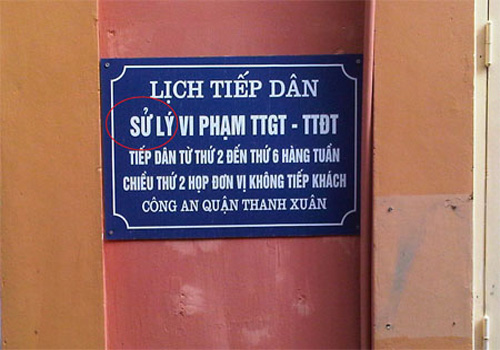 LỊCH TIẾP DÂN
SỬ LÝ VI PHẠM TTGT - TTĐT
TIẾP DÂN TỪ THỨ 2 ĐẾN THỨ 6 HÀNG TUẦN
CHIỀU THỨ 2 HỌP ĐƠN VỊ KHÔNG TIẾP KHÁCH
CÔNG AN QUẬN THANH XUÂN